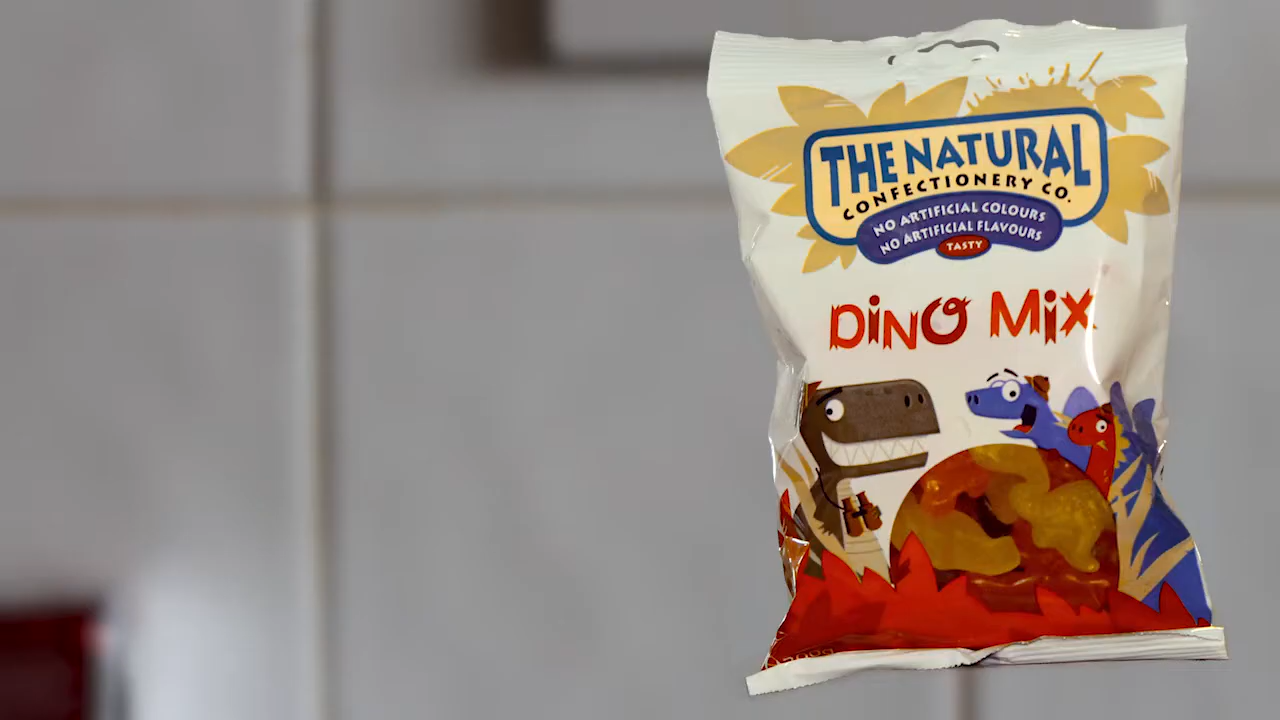 THE NATURAL
CONFECTIONERY CO.
NO ARTIFICIAL COLOURS
NO ARTIFICIAL FLAVOURS
TASTY
DiNO MiX